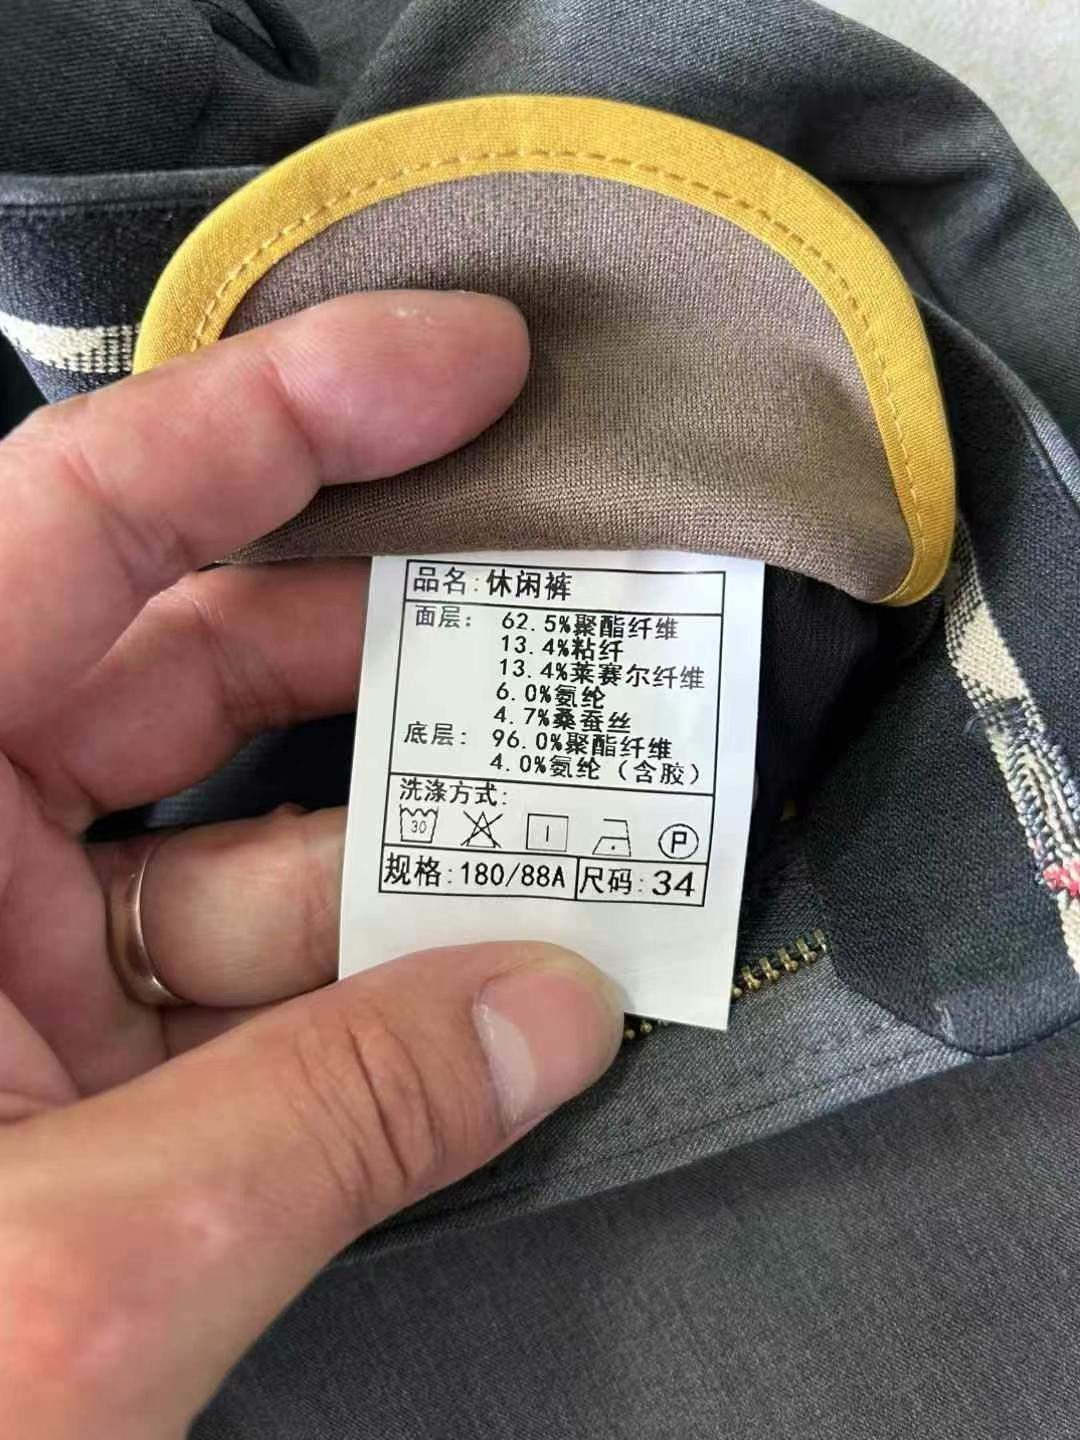 品名:休闲裤
面层: 62.5%聚酯纤维
13.4%粘纤
13.4%莱赛尔纤维
6.0%氨纶
4.7%桑蚕丝
底层: 96.0%聚酯纤维
4.0%氨纶(含胶)
洗涤方式:
30 P
规格:180/88A 尺码:34